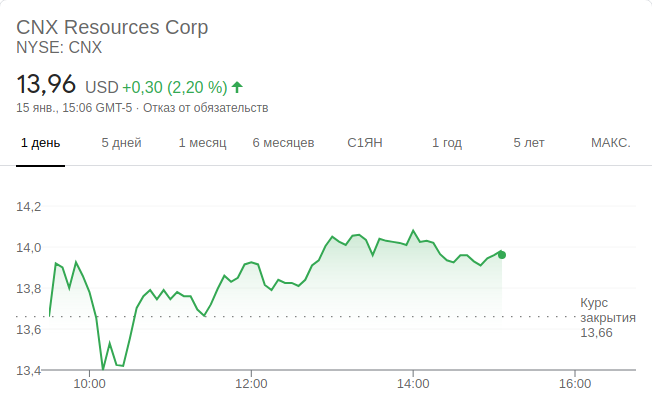 CNX Resources Corp
NYSE: CNX
13,96 USD +0,30 (2,20 %)
15 янв., 15:06 GMT-5 · Отказ от обязательств
1 день 5 дней 1 месяц 6 месяцев С1ЯН 1 год 5 лет МАКС.
14,2
14,0
13,8
13,6
13,4
Курс
закрытия
13,66
10:00 12:00 14:00 16:00